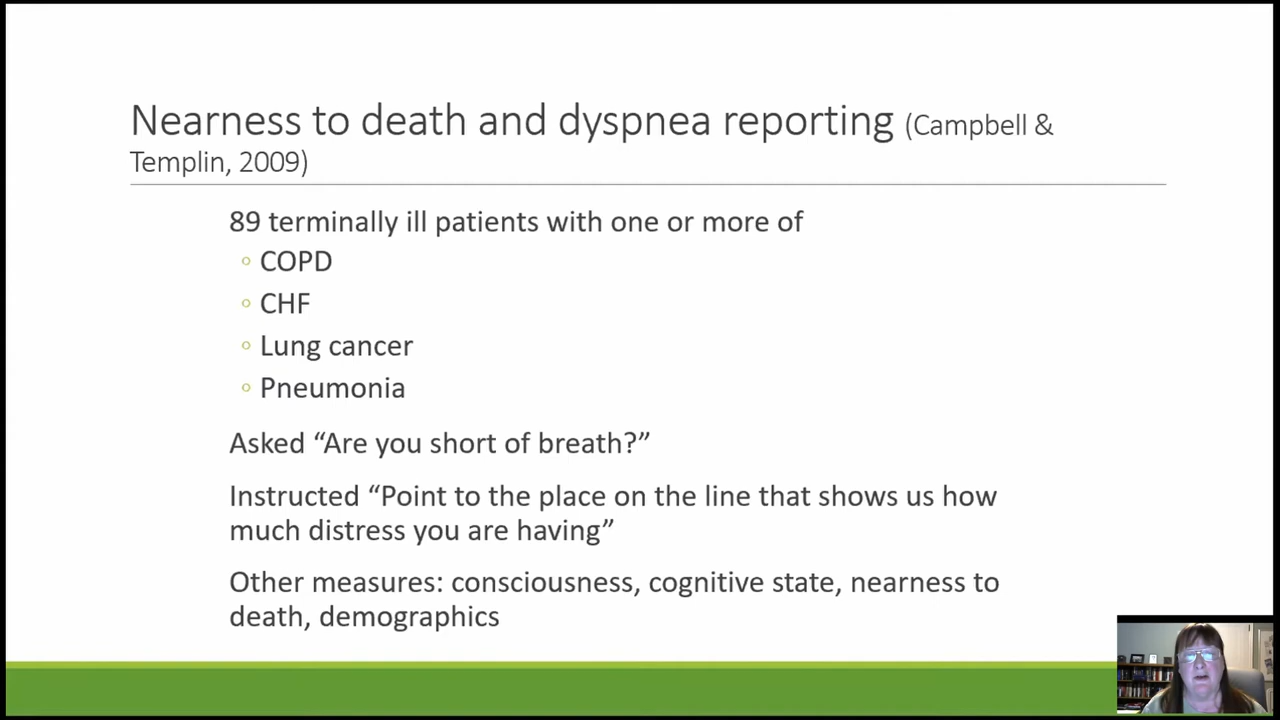 Nearness to death and dyspnea reporting (Campbell &
Templin, 2009)
89 terminally ill patients with one or more of
◦ COPD
◦ CHF
◦ Lung cancer
◦ Pneumonia
Asked “Are you short of breath?”
Instructed “Point to the place on the line that shows us how
much distress you are having”
Other measures: consciousness, cognitive state, nearness to
death, demographics